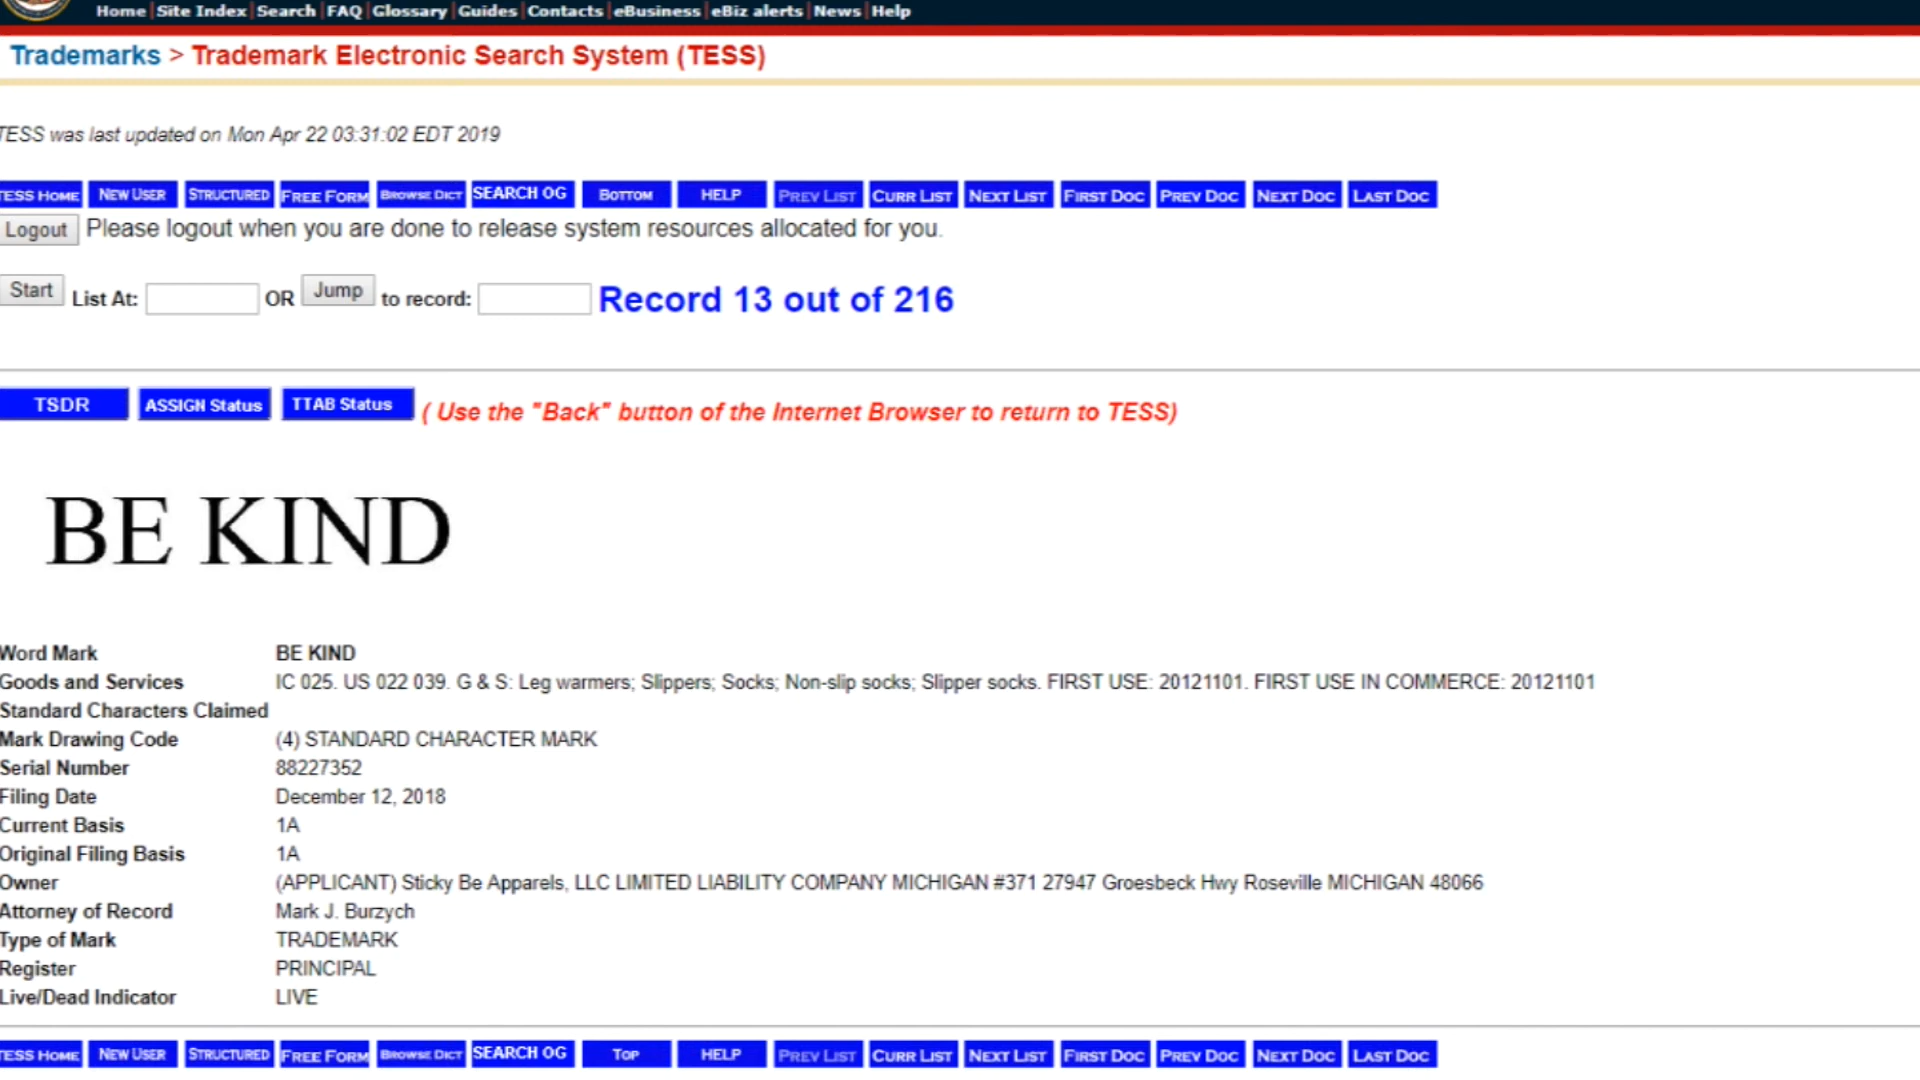 Home|Site Index|Search|FAQ|Glossary|Guides|Contacts|eBusiness|eBiz alerts|News|Help
Trademarks > Trademark Electronic Search System (TESS)
TESS was last updated on Mon Apr 22 03:31:02 EDT 2019
TESS HOME NEW USER STRUCTURED FREE FORM BROWSE DICT SEARCH OG BOTTOM HELP PREV LIST CURR LIST NEXT LIST FIRST DOC PREV DOC NEXT DOC LAST DOC
Logout Please logout when you are done to release system resources allocated for you.
Start List At: OR Jump to record: Record 13 out of 216
TSDR ASSIGN Status TTAB Status ( Use the "Back" button of the Internet Browser to return to TESS)
BE KIND
Word Mark BE KIND
Goods and Services IC 025. US 022 039. G & S: Leg warmers; Slippers; Socks; Non-slip socks; Slipper socks. FIRST USE: 20121101. FIRST USE IN COMMERCE: 20121101
Standard Characters Claimed
Mark Drawing Code (4) STANDARD CHARACTER MARK
Serial Number 88227352
Filing Date December 12, 2018
Current Basis 1A
Original Filing Basis 1A
Owner (APPLICANT) Sticky Be Apparels, LLC LIMITED LIABILITY COMPANY MICHIGAN #371 27947 Groesbeck Hwy Roseville MICHIGAN 48066
Attorney of Record Mark J. Burzych
Type of Mark TRADEMARK
Register PRINCIPAL
Live/Dead Indicator LIVE
TESS HOME NEW USER STRUCTURED FREE FORM BROWSE DICT SEARCH OG TOP HELP PREV LIST CURR LIST NEXT LIST FIRST DOC PREV DOC NEXT DOC LAST DOC